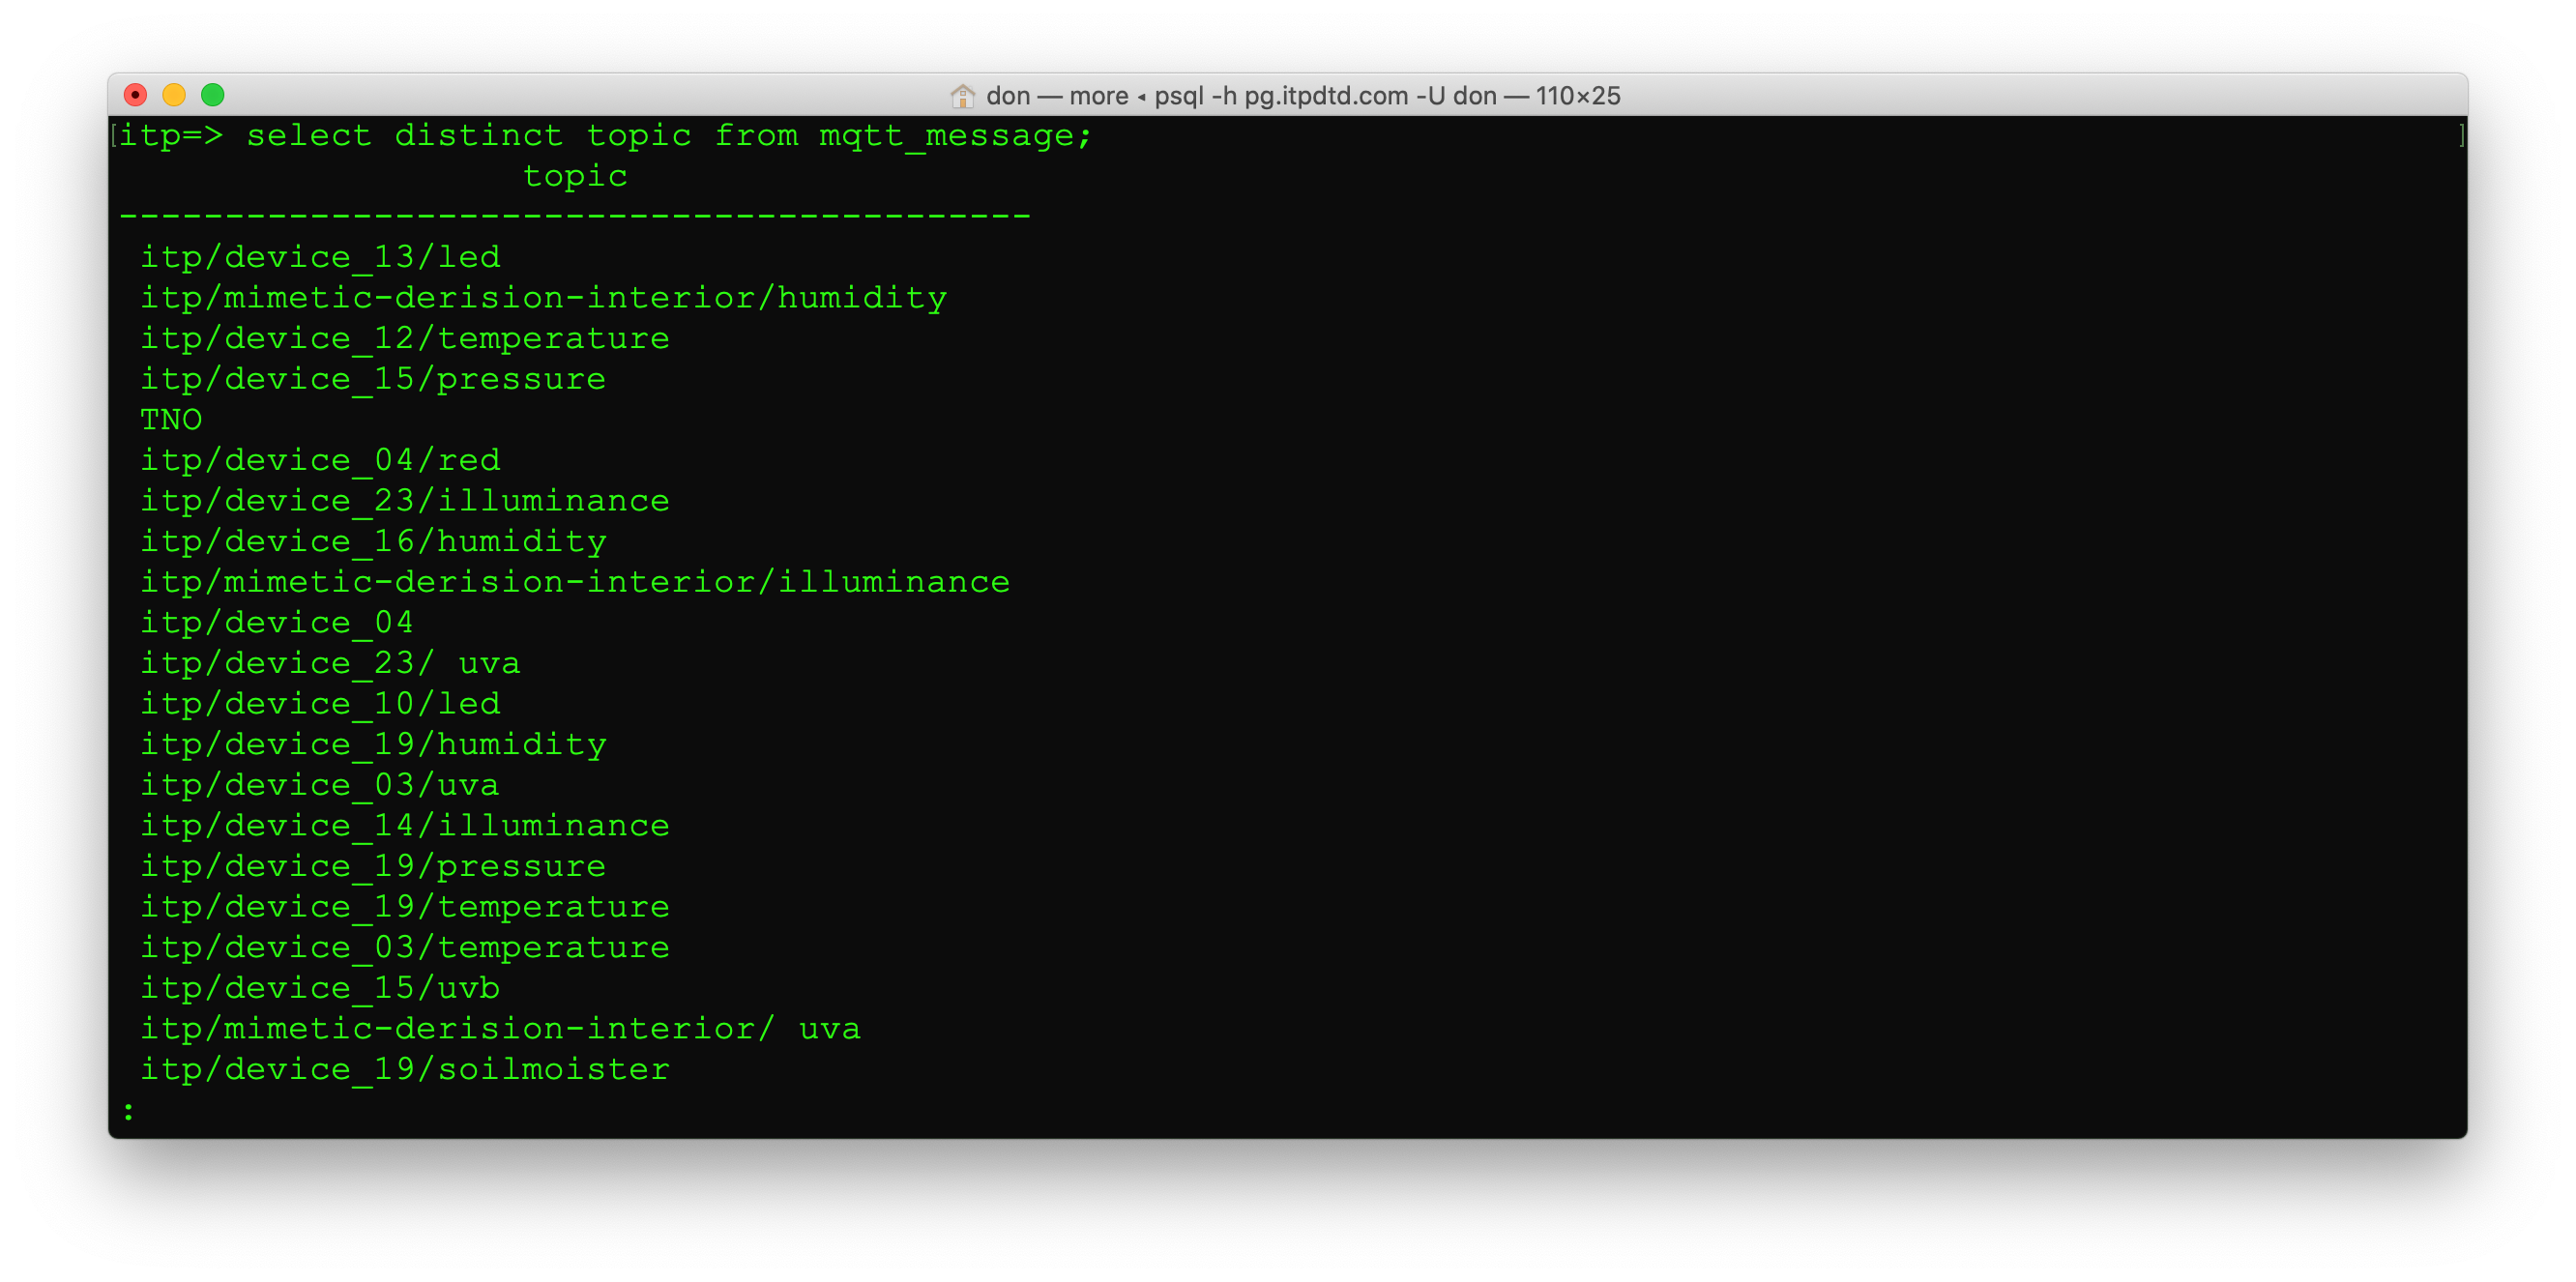 don — more ◂ psql -h pg.itpdtd.com -U don — 110×25
[itp=> select distinct topic from mqtt_message; ]
topic
-------------------------------------------
itp/device_13/led
itp/mimetic-derision-interior/humidity
itp/device_12/temperature
itp/device_15/pressure
TNO
itp/device_04/red
itp/device_23/illuminance
itp/device_16/humidity
itp/mimetic-derision-interior/illuminance
itp/device_04
itp/device_23/ uva
itp/device_10/led
itp/device_19/humidity
itp/device_03/uva
itp/device_14/illuminance
itp/device_19/pressure
itp/device_19/temperature
itp/device_03/temperature
itp/device_15/uvb
itp/mimetic-derision-interior/ uva
itp/device_19/soilmoister
: